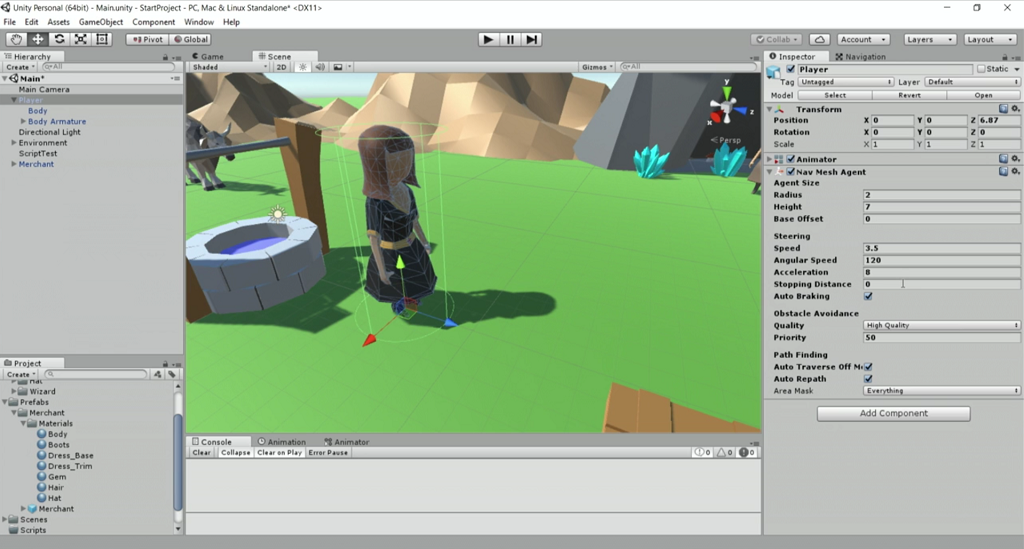 Unity Personal (64bit) - Main.unity - StartProject - PC, Mac & Linux Standalone* <DX11>
File Edit Assets GameObject Component Window Help
Pivot Global Collab Account Layers Layout
Hierarchy
Create All
Main*
Main Camera
Player
Body
Body Armature
Directional Light
Environment
ScriptTest
Merchant
Game Scene
Shaded 2D Gizmos All
y
x
z
Persp
Project
Create
Hat
Wizard
Prefabs
Merchant
Materials
Body
Boots
Dress_Base
Dress_Trim
Gem
Hair
Hat
Merchant
Scenes
Scripts
Console Animation Animator
Clear Collapse Clear on Play Error Pause 0 0 0
Inspector Navigation
Player Static
Tag Untagged Layer Default
Model Select Revert Open
Transform
Position X 0 Y 0 Z 6.87
Rotation X 0 Y 0 Z 0
Scale X 1 Y 1 Z 1
Animator
Nav Mesh Agent
Agent Size
Radius 2
Height 7
Base Offset 0
Steering
Speed 3.5
Angular Speed 120
Acceleration 8
Stopping Distance 0
Auto Braking
Obstacle Avoidance
Quality High Quality
Priority 50
Path Finding
Auto Traverse Off M
Auto Repath
Area Mask Everything
Add Component